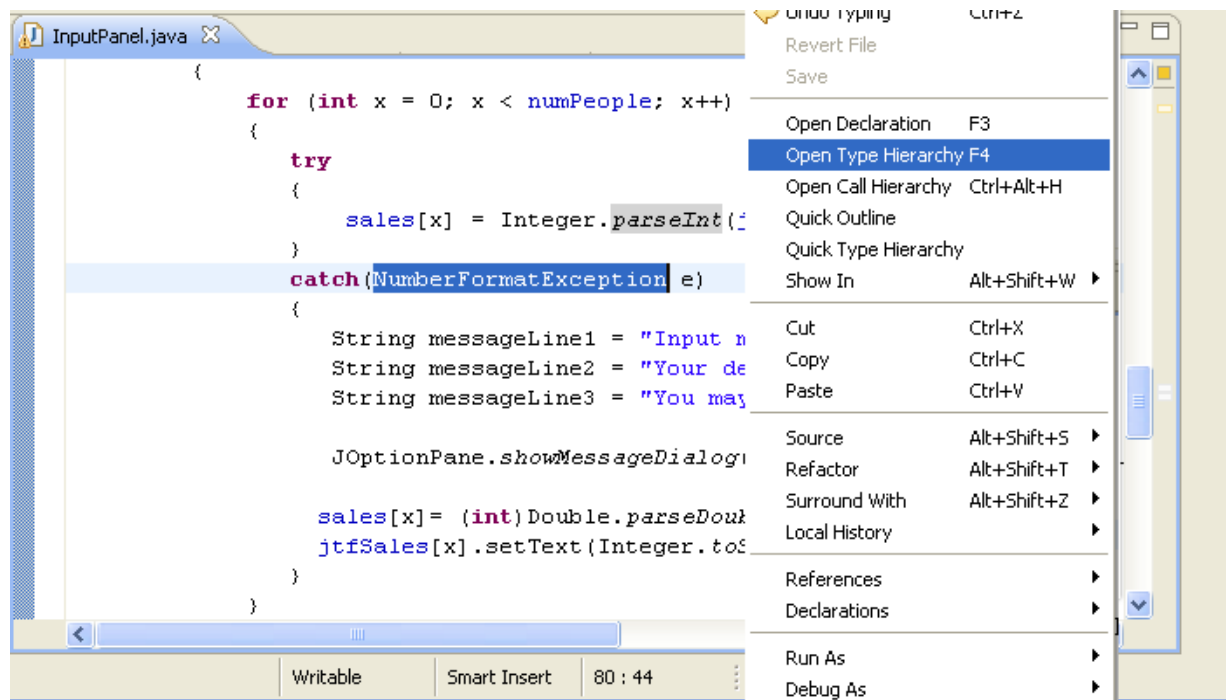 InputPanel.java
{
for (int x = 0; x < numPeople; x++)
{
try
{
sales[x] = Integer.parseInt(
}
catch(NumberFormatException e)
{
String messageLine1 = "Input
String messageLine2 = "Your
String messageLine3 = "You may
JOptionPane.showMessageDialog
sales[x]= (int)Double.
jtfSales[x].setText(Integer.
}
}
Writable Smart Insert 80 : 44
Undo Typing Ctrl+Z
Revert File
Save
Open Declaration F3
Open Type Hierarchy F4
Open Call Hierarchy Ctrl+Alt+H
Quick Outline
Quick Type Hierarchy
Show In Alt+Shift+W
Cut Ctrl+X
Copy Ctrl+C
Paste Ctrl+V
Source Alt+Shift+S
Refactor Alt+Shift+T
Surround With Alt+Shift+Z
Local History
References
Declarations
Run As
Debug As